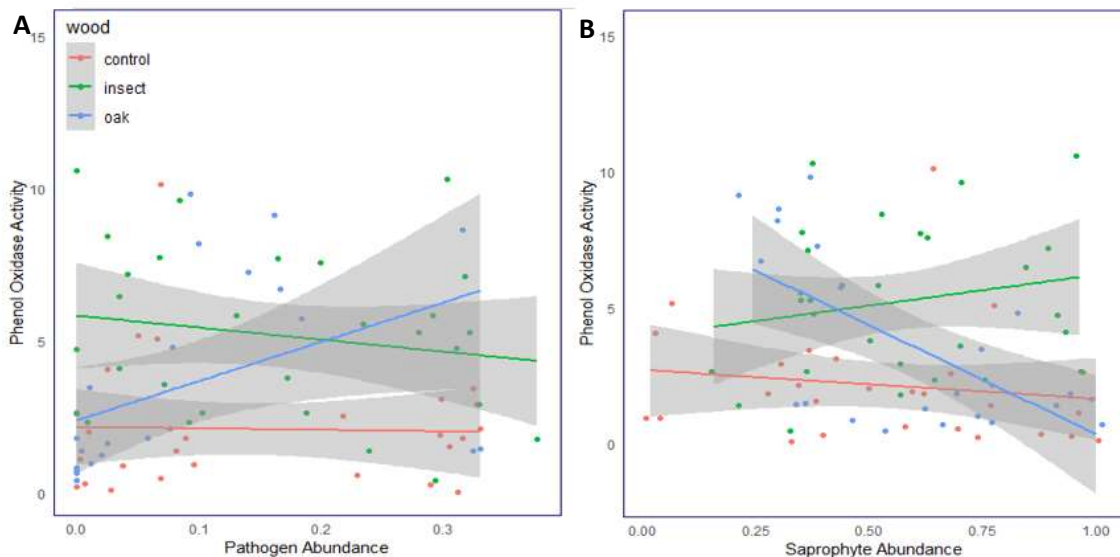 A
wood
control
insect
oak
15
10
5
0
Phenol Oxidase Activity
0.0 0.1 0.2 0.3
Pathogen Abundance
B
15
10
5
0
Phenol Oxidase Activity
0.00 0.25 0.50 0.75 1.00
Saprophyte Abundance